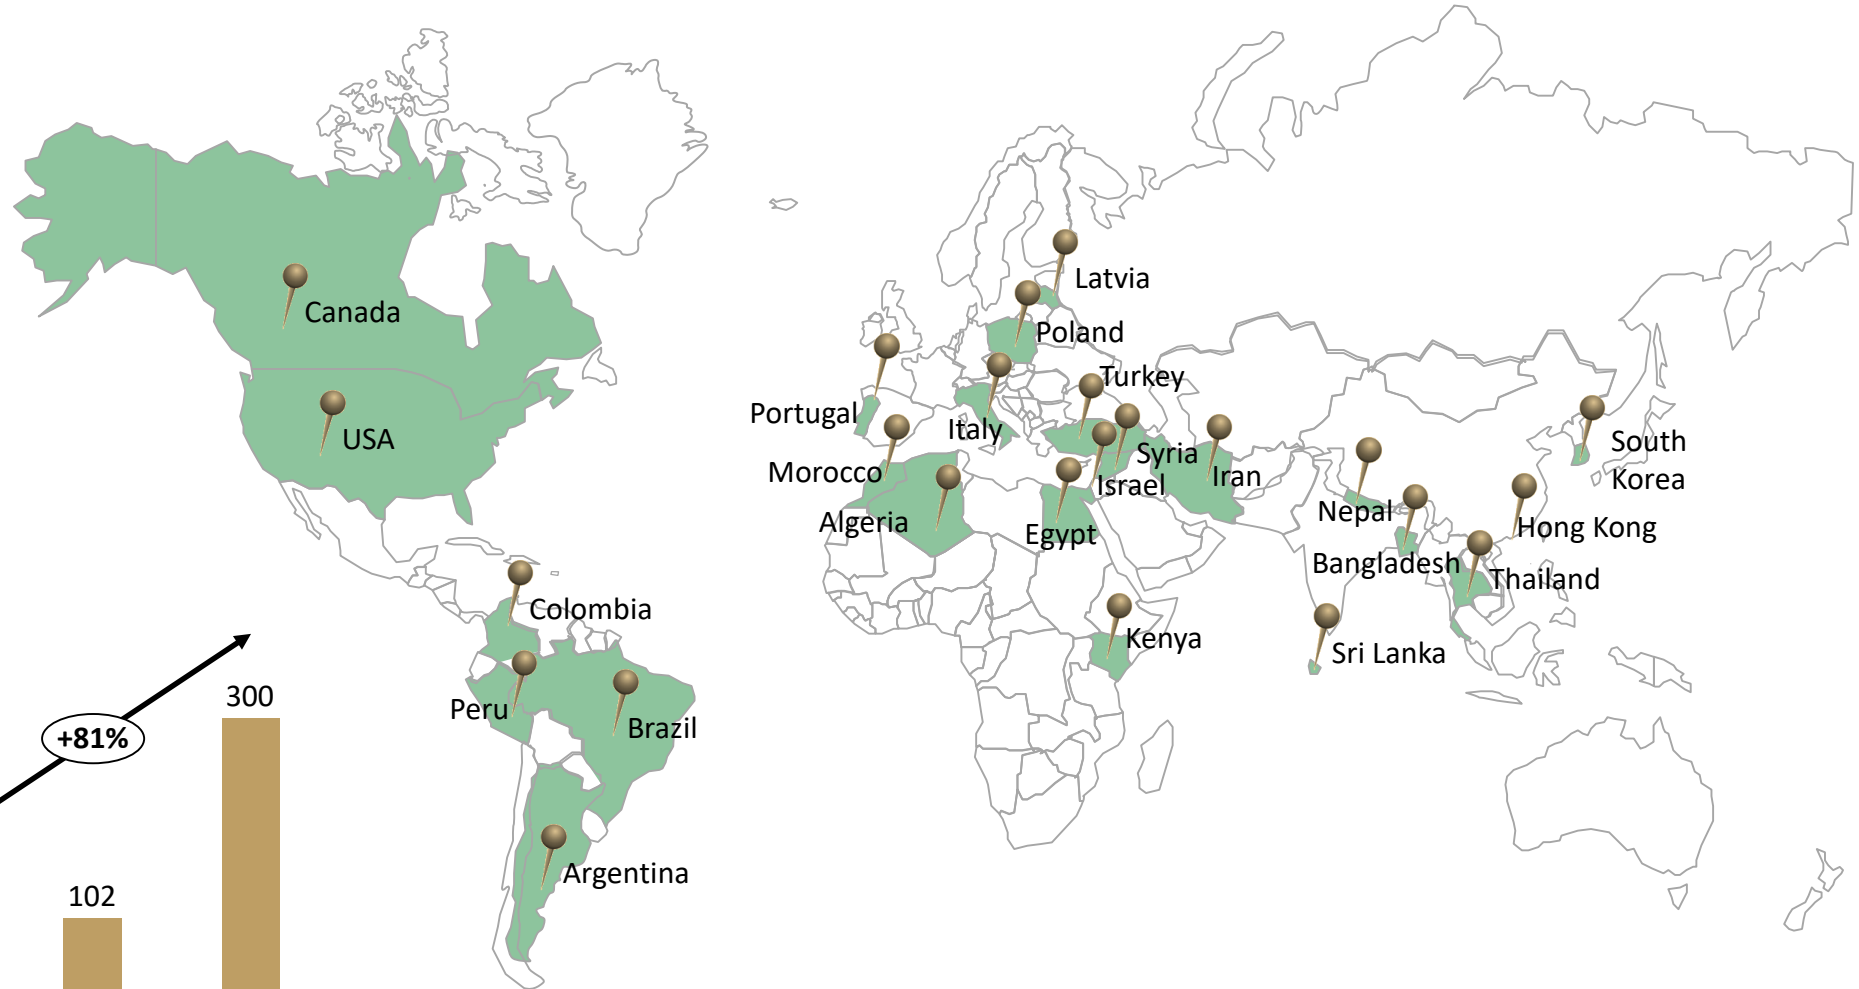 Latvia
Canada
Poland
Turkey
Portugal
Italy
USA
Syria
South
Korea
Morocco
Israel
Iran
Nepal
Algeria
Egypt
Hong Kong
Bangladesh
Thailand
Colombia
Kenya
Sri Lanka
300
Peru
Brazil
+81%
Argentina
102